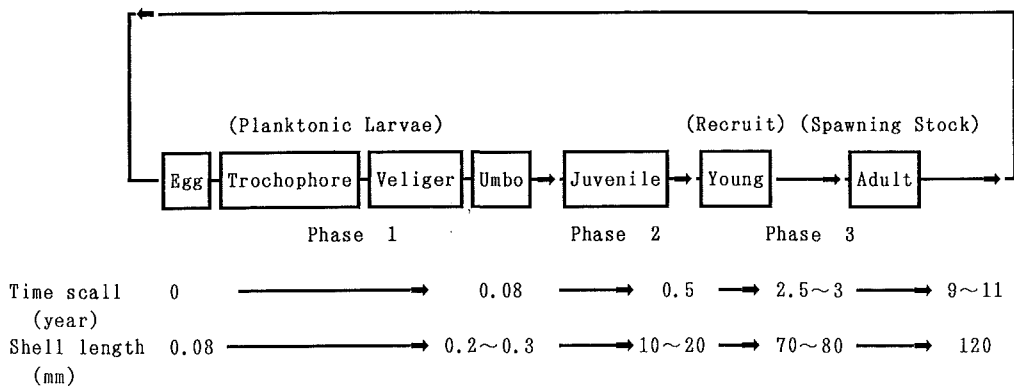 (Planktonic Larvae) (Recruit) (Spawning Stock)
Egg Trochophore Veliger Umbo Juvenile Young Adult
Phase 1 Phase 2 Phase 3
Time scall 0 0.08 0.5 2.5~3 9~11
(year)
Shell length 0.08 0.2~0.3 10~20 70~80 120
(mm)